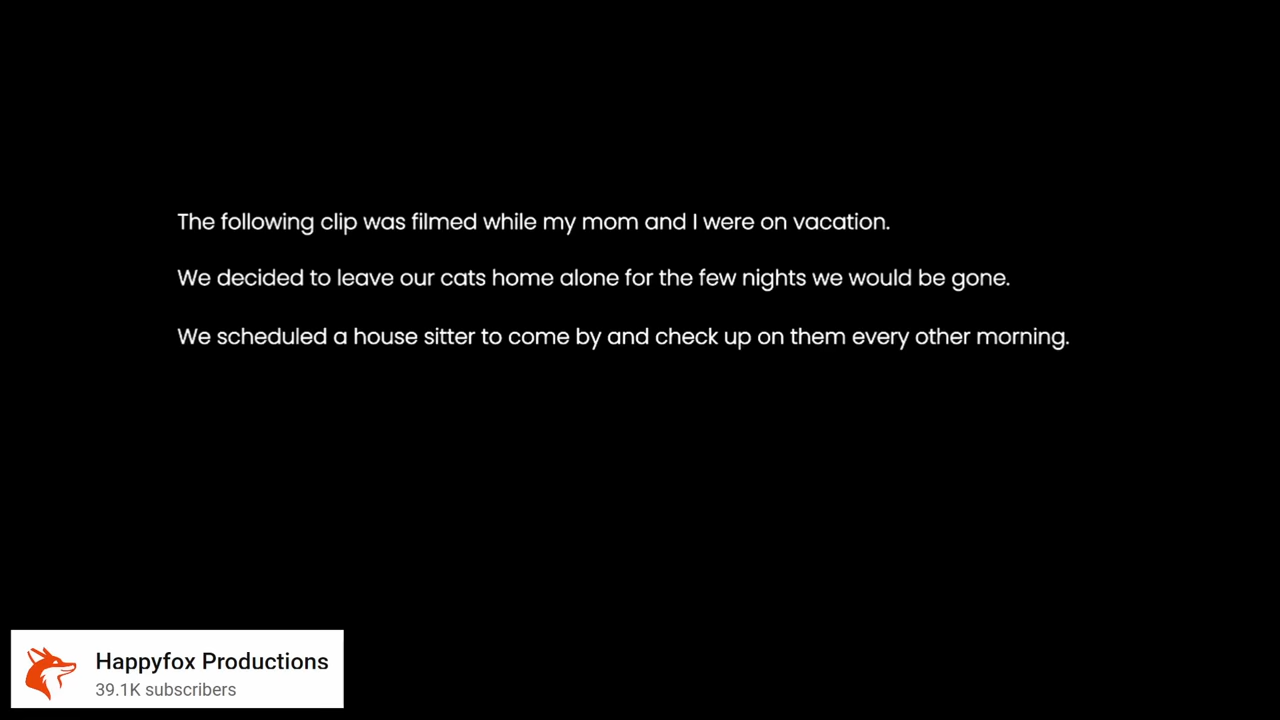 The following clip was filmed while my mom and I were on vacation.
We decided to leave our cats home alone for the few nights we would be gone.
We scheduled a house sitter to come by and check up on them every other morning.
Happyfox Productions
39.1K subscribers